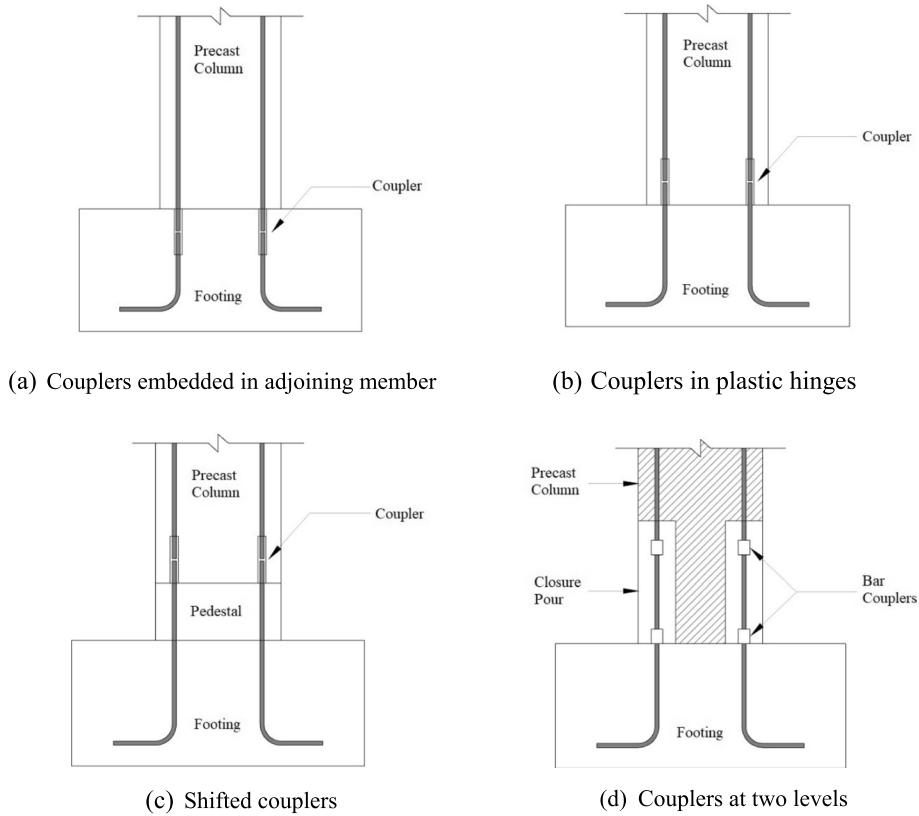 Precast
Column
Coupler
Footing
(a) Couplers embedded in adjoining member
Precast
Column
Coupler
Footing
(b) Couplers in plastic hinges
Precast
Column
Coupler
Pedestal
Footing
(c) Shifted couplers
Precast
Column
Closure
Pour
Bar
Couplers
Footing
(d) Couplers at two levels